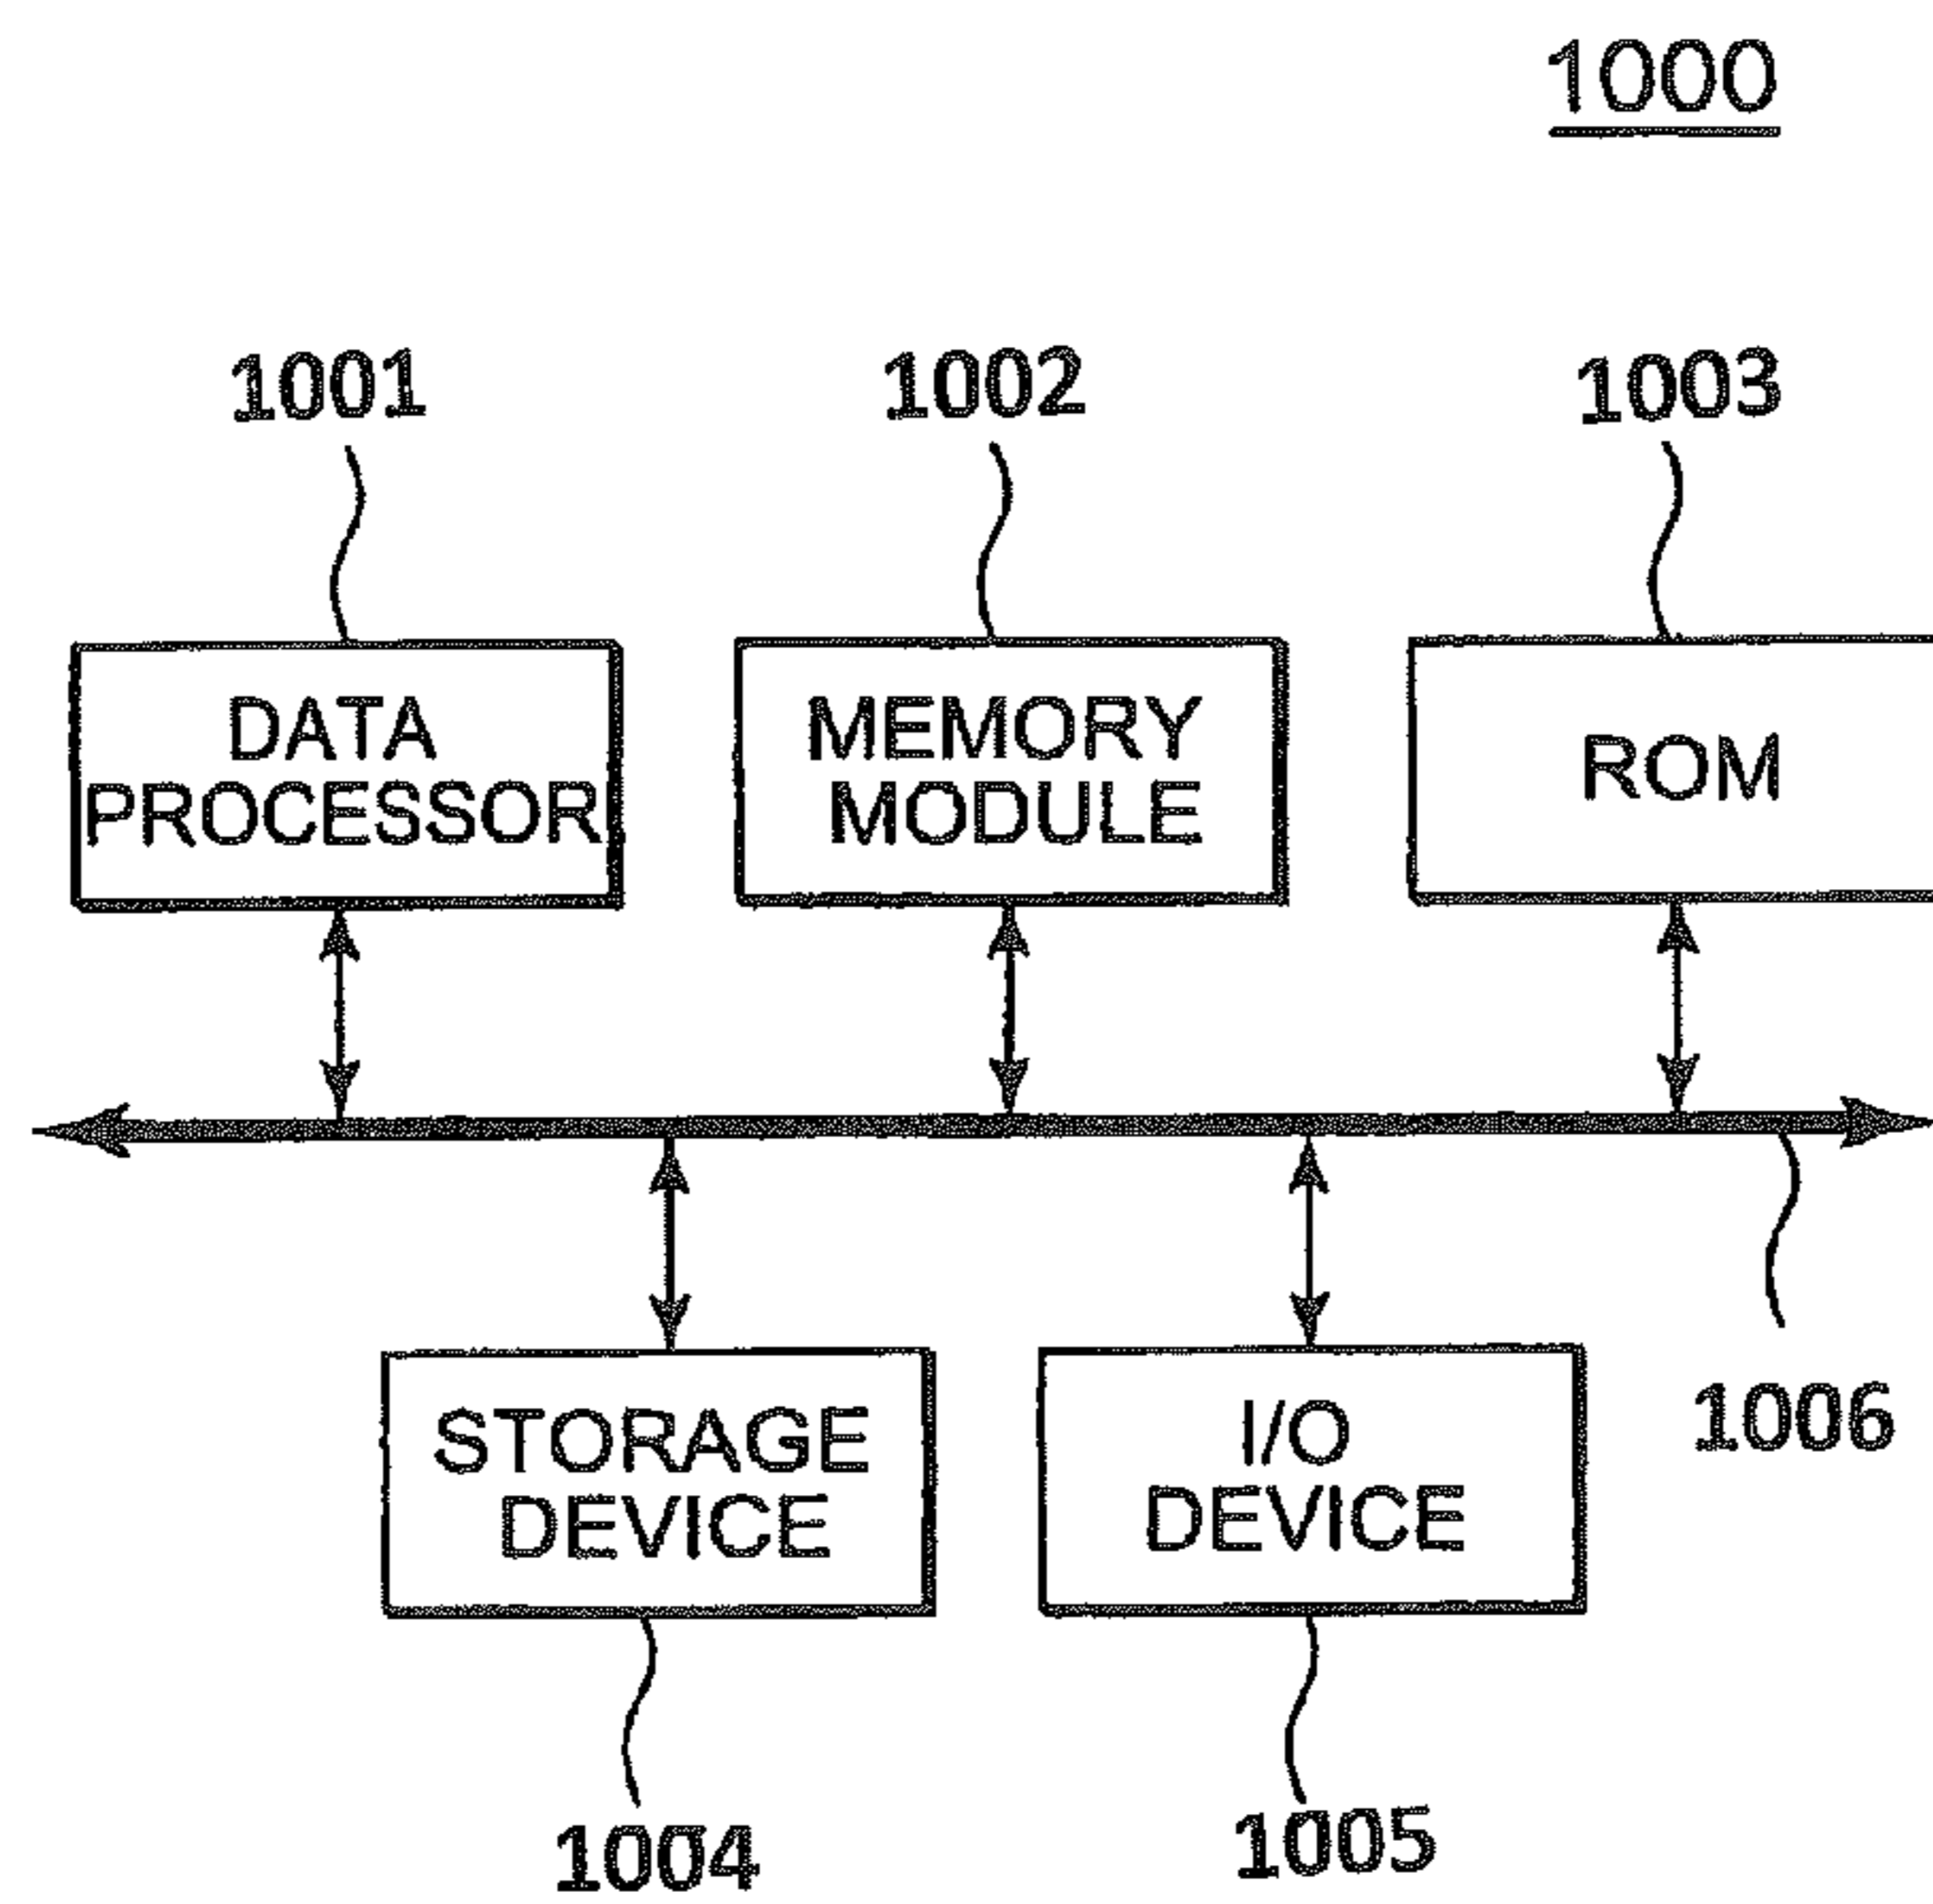 1000
1001
1002
1003
DATA
PROCESSOR
MEMORY
MODULE
ROM
STORAGE
DEVICE
I/O
DEVICE
1006
1004
1005